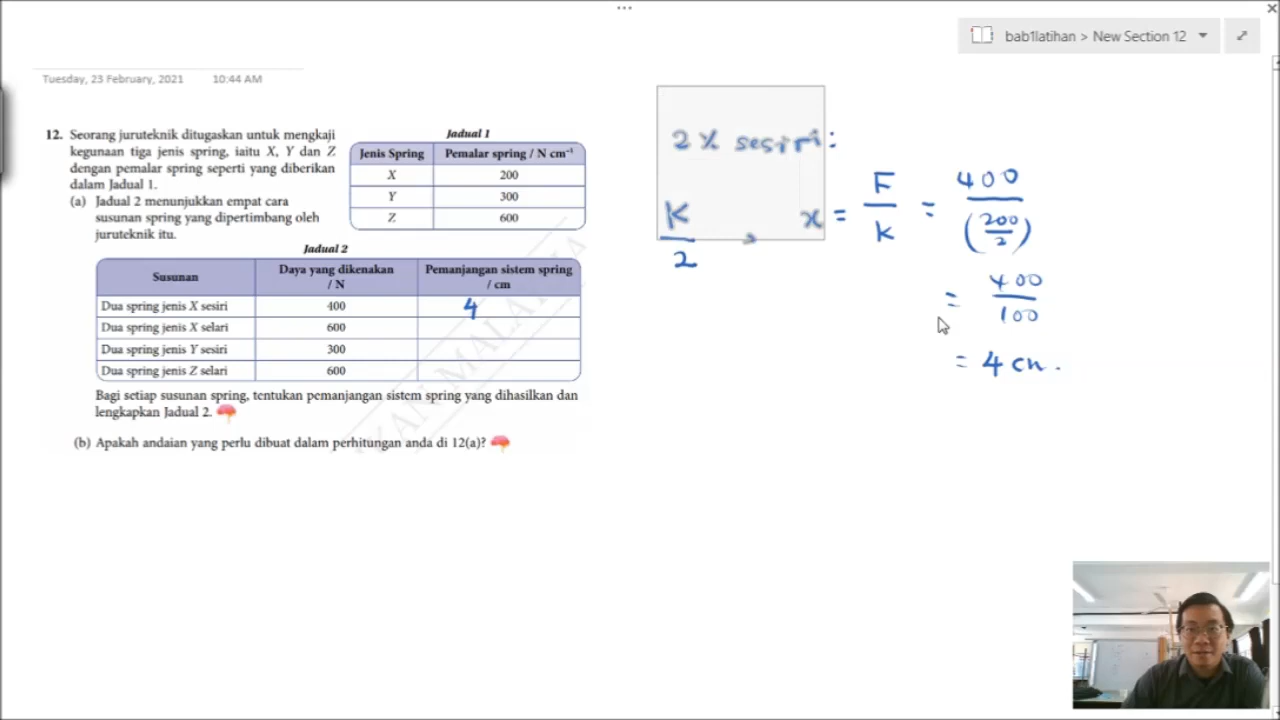 bab1latihan > New Section 12
Tuesday, 23 February, 2021 10:44 AM
12. Seorang juruteknik ditugaskan untuk mengkaji
kegunaan tiga jenis spring, iaitu X, Y dan Z
dengan pemalar spring seperti yang diberikan
dalam Jadual 1.
(a) Jadual 2 menunjukkan empat cara
susunan spring yang dipertimbang oleh
juruteknik itu.
Jadual 1
Jenis Spring Pemalar spring / N cm⁻¹
X 200
Y 300
Z 600
Jadual 2
Susunan Daya yang dikenakan / N Pemanjangan sistem spring / cm
Dua spring jenis X sesiri 400 4
Dua spring jenis X selari 600
Dua spring jenis Y sesiri 300
Dua spring jenis Z selari 600
Bagi setiap susunan spring, tentukan pemanjangan sistem spring yang dihasilkan dan
lengkapkan Jadual 2.
(b) Apakah andaian yang perlu dibuat dalam perhitungan anda di 12(a)?
2 X sesiri:
K/2 , x = F/K = 400/(200/2)
= 400/100
= 4 cm.